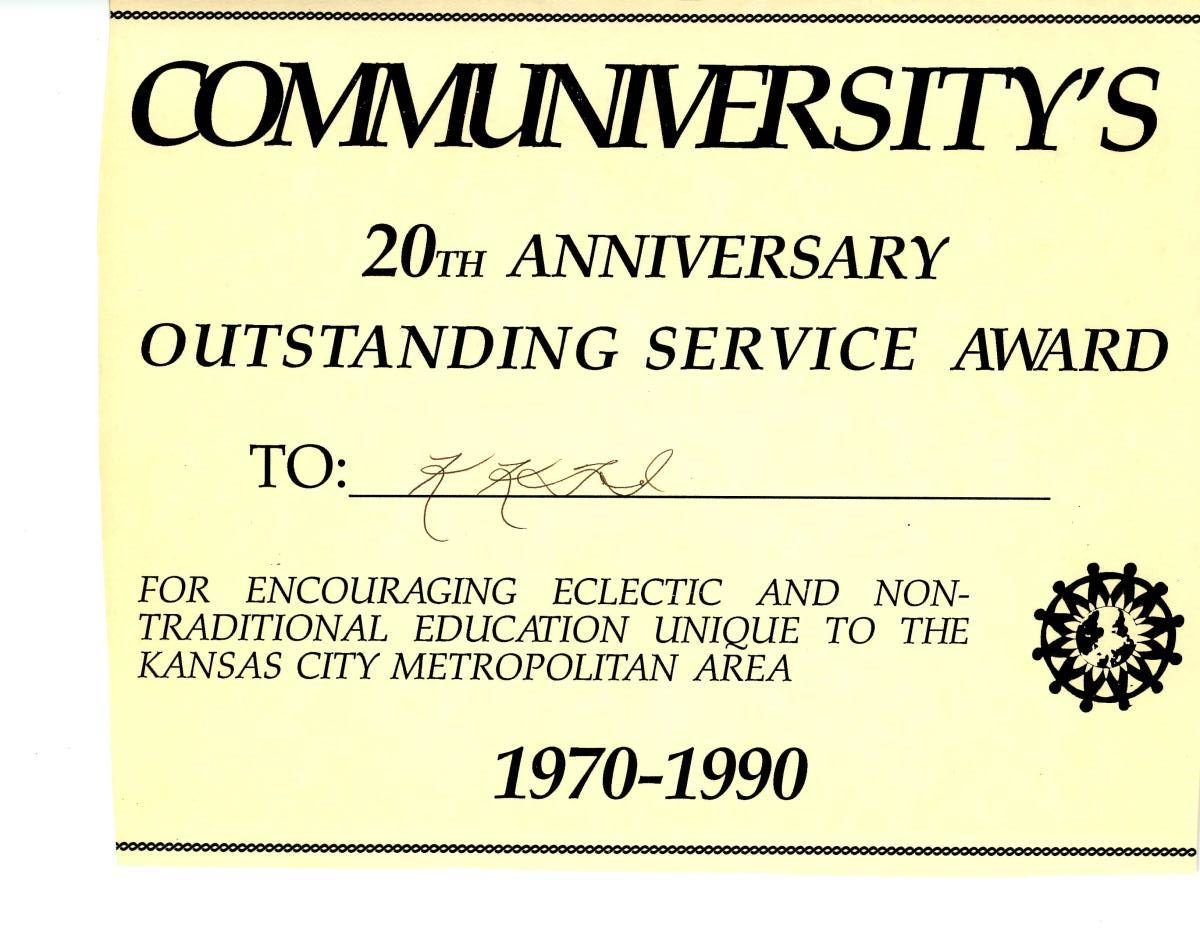 COMMUNIVERSITY'S
20TH ANNIVERSARY
OUTSTANDING SERVICE AWARD
TO:
FOR ENCOURAGING ECLECTIC AND NON-
TRADITIONAL EDUCATION UNIQUE TO THE
KANSAS CITY METROPOLITAN AREA
1970-1990